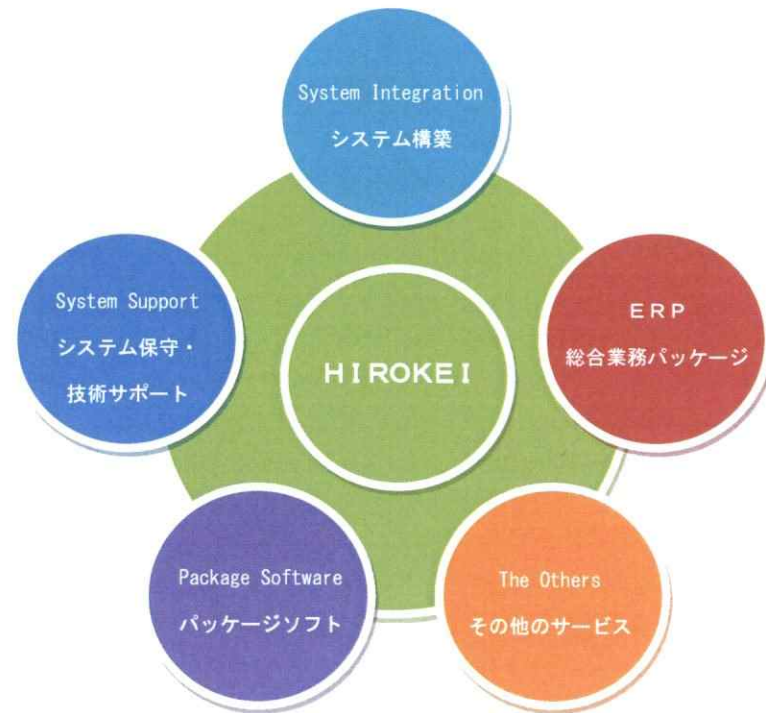 System Integration
システム構築
ERP
総合業務パッケージ
The Others
その他のサービス
Package Software
パッケージソフト
System Support
システム保守・
技術サポート
HIROKEI